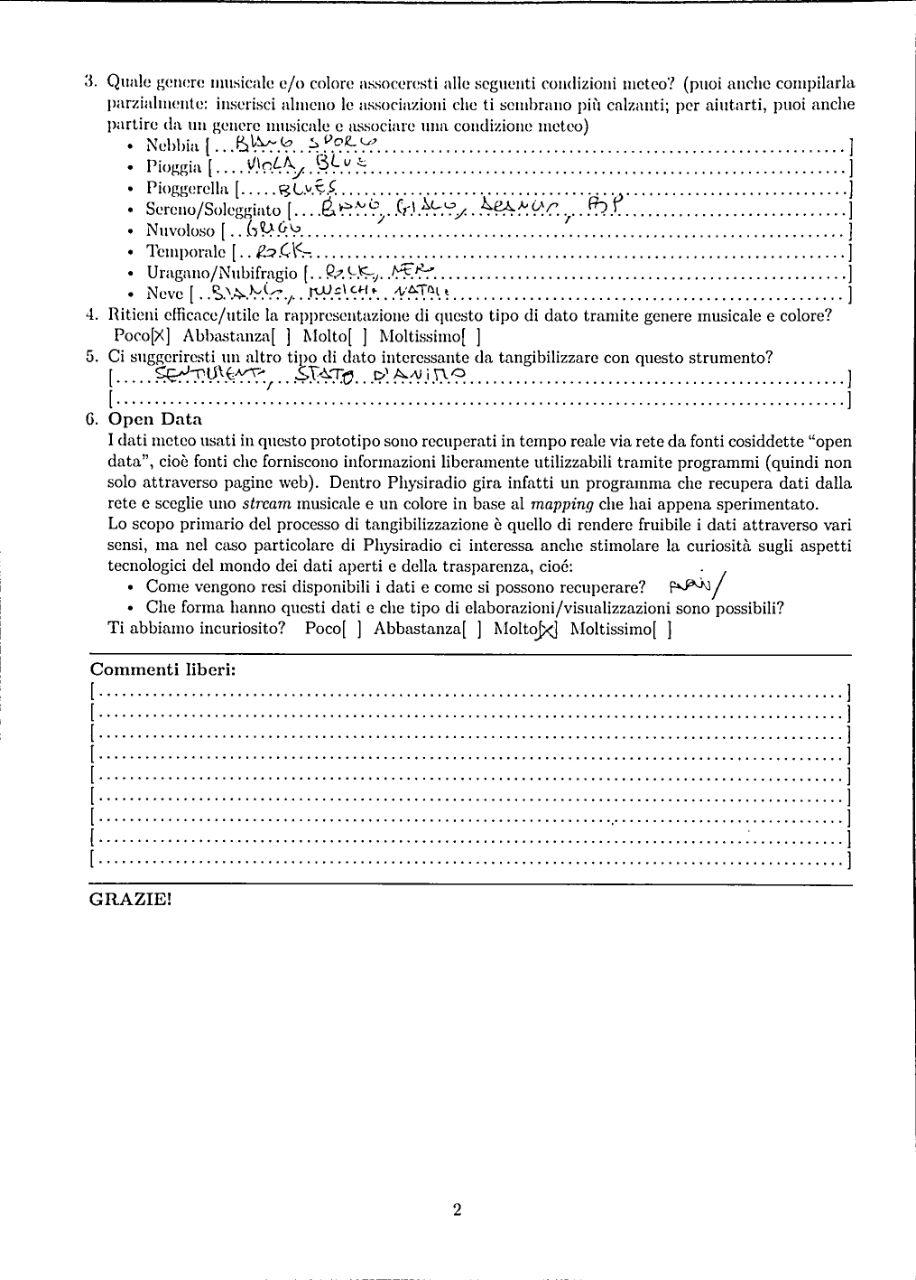 3. Quale genere musicale e/o colore assoceresti alle seguenti condizioni meteo? (puoi anche compilarla
parzialmente: inserisci almeno le associazioni che ti sembrano più calzanti; per aiutarti, puoi anche
partire da un genere musicale e associare una condizione meteo)
• Nebbia [...BIANCO SPORCO...]
• Pioggia [....VIOLA, BLUE...]
• Pioggerella [.....BLUES...]
• Sereno/Soleggiato [.... GIALLO, POP...]
• Nuvoloso [..GRIGIO...]
• Temporale [..ROCK...]
• Uragano/Nubifragio [..ROCK, NERO...]
• Neve [..BIANCO, MUSICHE NATALE...]
4. Ritieni efficace/utile la rappresentazione di questo tipo di dato tramite genere musicale e colore?
Poco[X] Abbastanza[ ] Molto[ ] Moltissimo[ ]
5. Ci suggeriresti un altro tipo di dato interessante da tangibilizzare con questo strumento?
[.....SENTIMENTI, STATO D'ANIMO...]
[...]
6. Open Data
I dati meteo usati in questo prototipo sono recuperati in tempo reale via rete da fonti cosiddette “open
data”, cioè fonti che forniscono informazioni liberamente utilizzabili tramite programmi (quindi non
solo attraverso pagine web). Dentro Physiradio gira infatti un programma che recupera dati dalla
rete e sceglie uno stream musicale e un colore in base al mapping che hai appena sperimentato.
Lo scopo primario del processo di tangibilizzazione è quello di rendere fruibile i dati attraverso vari
sensi, ma nel caso particolare di Physiradio ci interessa anche stimolare la curiosità sugli aspetti
tecnologici del mondo dei dati aperti e della trasparenza, cioé:
• Come vengono resi disponibili i dati e come si possono recuperare?
• Che forma hanno questi dati e che tipo di elaborazioni/visualizzazioni sono possibili?
Ti abbiamo incuriosito? Poco[ ] Abbastanza[ ] Molto[X] Moltissimo[ ]
Commenti liberi:
[...]
[...]
[...]
[...]
[...]
[...]
[...]
[...]
[...]
GRAZIE!
2